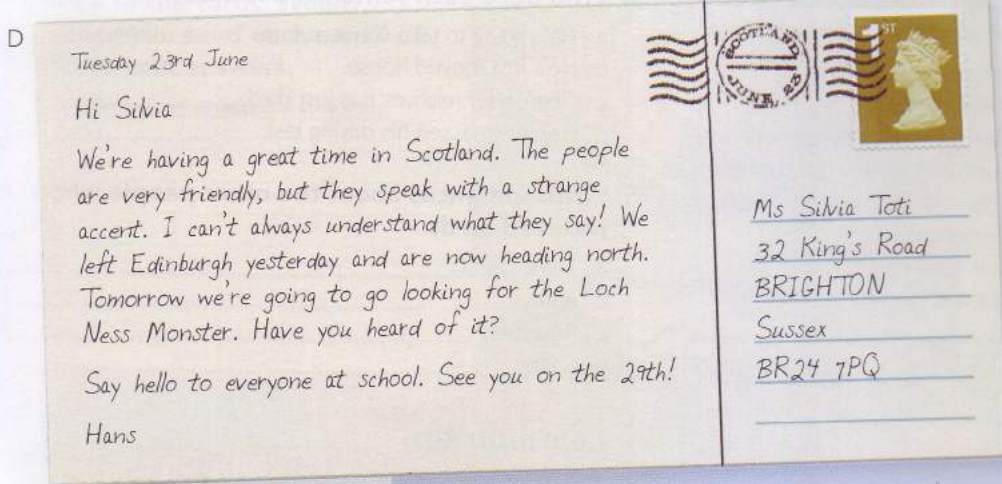 D
Tuesday 23rd June
Hi Silvia
We're having a great time in Scotland. The people
are very friendly, but they speak with a strange
accent. I can't always understand what they say! We
left Edinburgh yesterday and are now heading north.
Tomorrow we're going to go looking for the Loch
Ness Monster. Have you heard of it?
Say hello to everyone at school. See you on the 29th!
Hans
SCOTLAND
JUNE 23
1ST
Ms Silvia Toti
32 King's Road
BRIGHTON
Sussex
BR24 7PQ